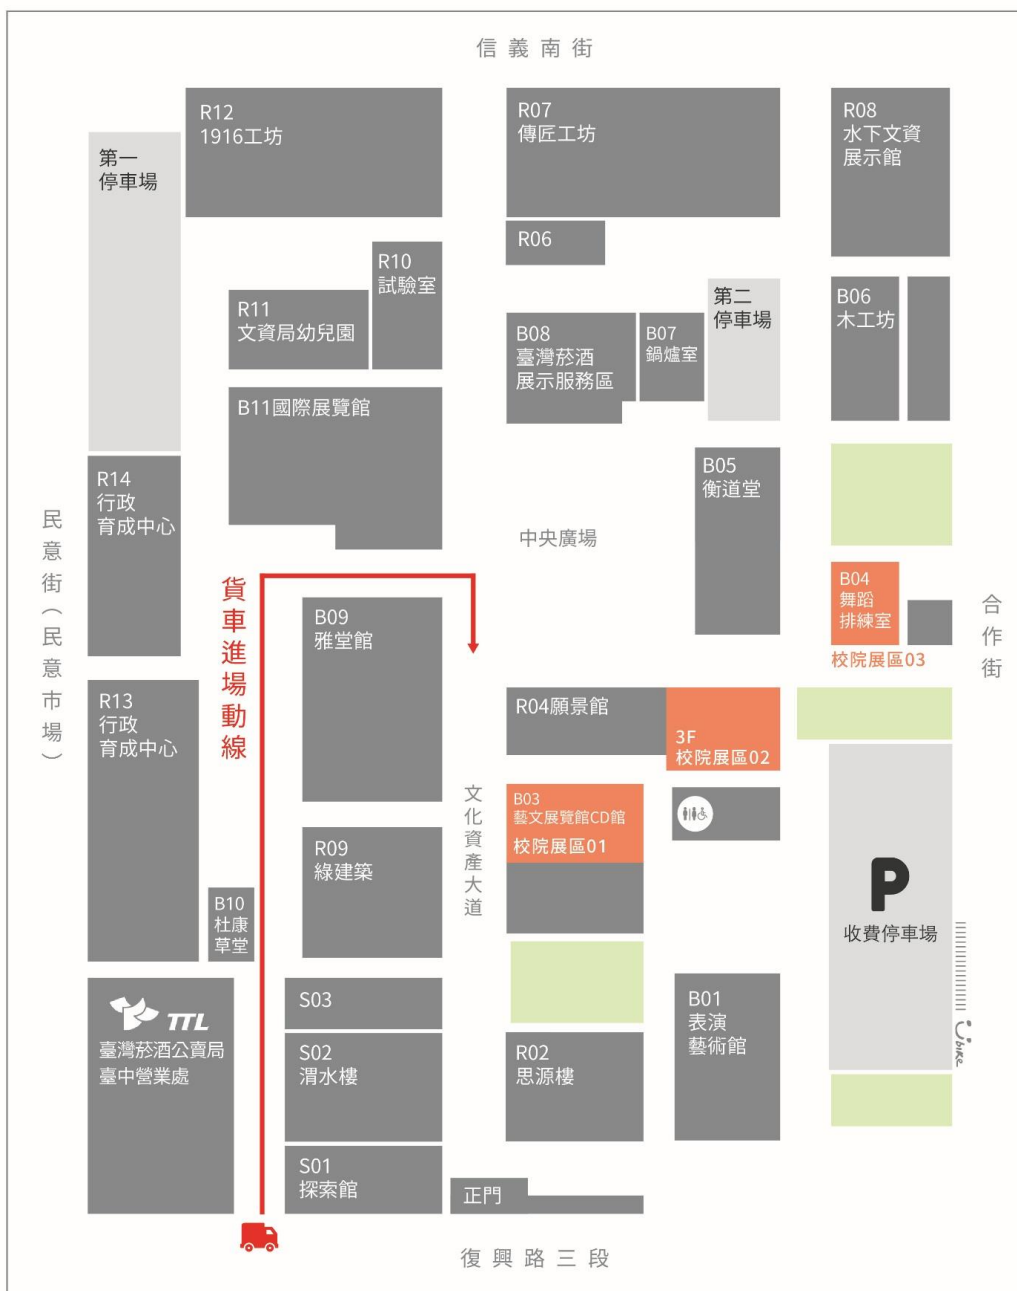 信義南街
R12
1916工坊
R07
傳匠工坊
R08
水下文資
展示館
第一
停車場
R06
R10
試驗室
R11
文資局幼兒園
B08
臺灣菸酒
展示服務區
B07
鍋爐室
第二
停車場
B06
木工坊
B11國際展覽館
R14
行政
育成中心
B05
衡道堂
中央廣場
民意街(民意市場)
貨車進場動線
B09
雅堂館
B04
舞蹈
排練室
校院展區03
合作街
R13
行政
育成中心
R04願景館
3F
校院展區02
文化資產大道
B03
藝文展覽館CD館
校院展區01
R09
綠建築
B10
杜康
草堂
P
收費停車場
Ubike
TTL
臺灣菸酒公賣局
臺中營業處
S03
S02
渭水樓
R02
思源樓
B01
表演
藝術館
S01
探索館
正門
復興路三段